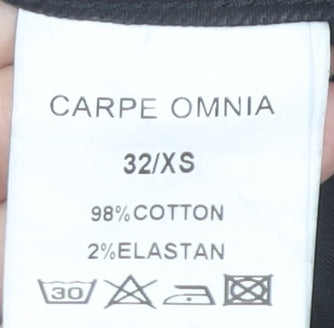 CARPE OMNIA
32/XS
98%COTTON
2%ELASTAN
30